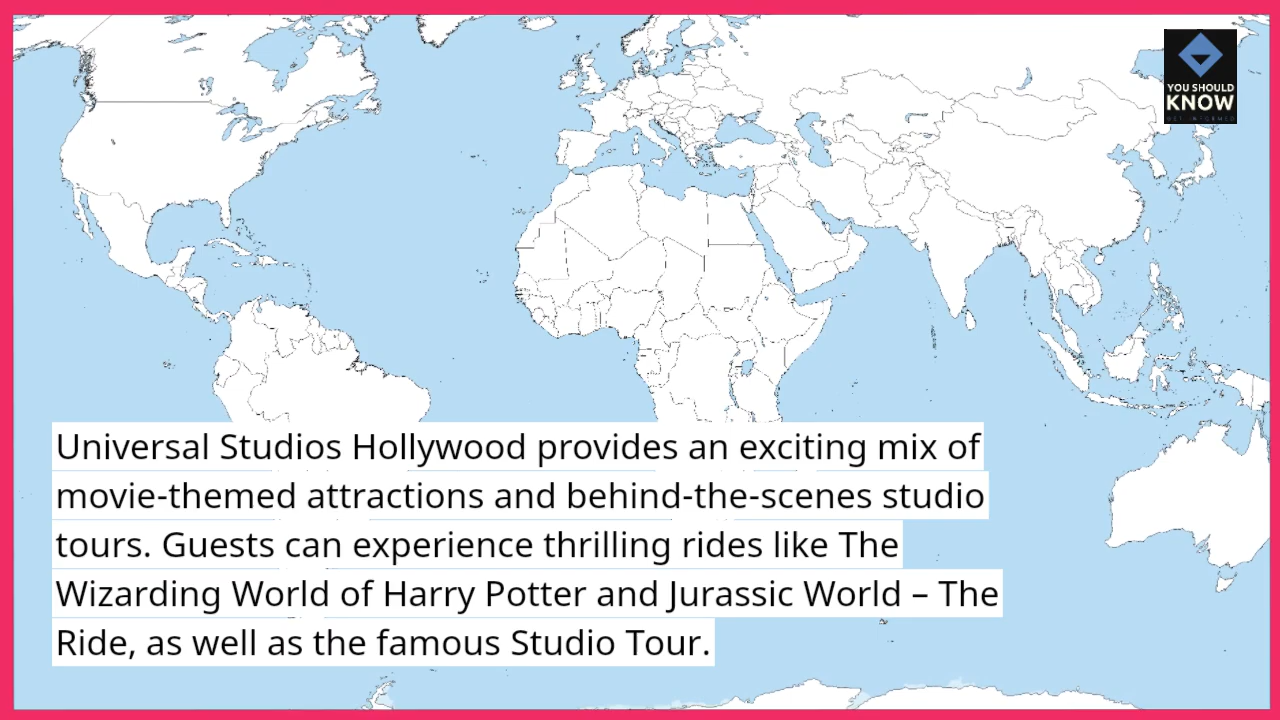 YOU SHOULD
KNOW
GET INFORMED
Universal Studios Hollywood provides an exciting mix of
movie-themed attractions and behind-the-scenes studio
tours. Guests can experience thrilling rides like The
Wizarding World of Harry Potter and Jurassic World – The
Ride, as well as the famous Studio Tour.